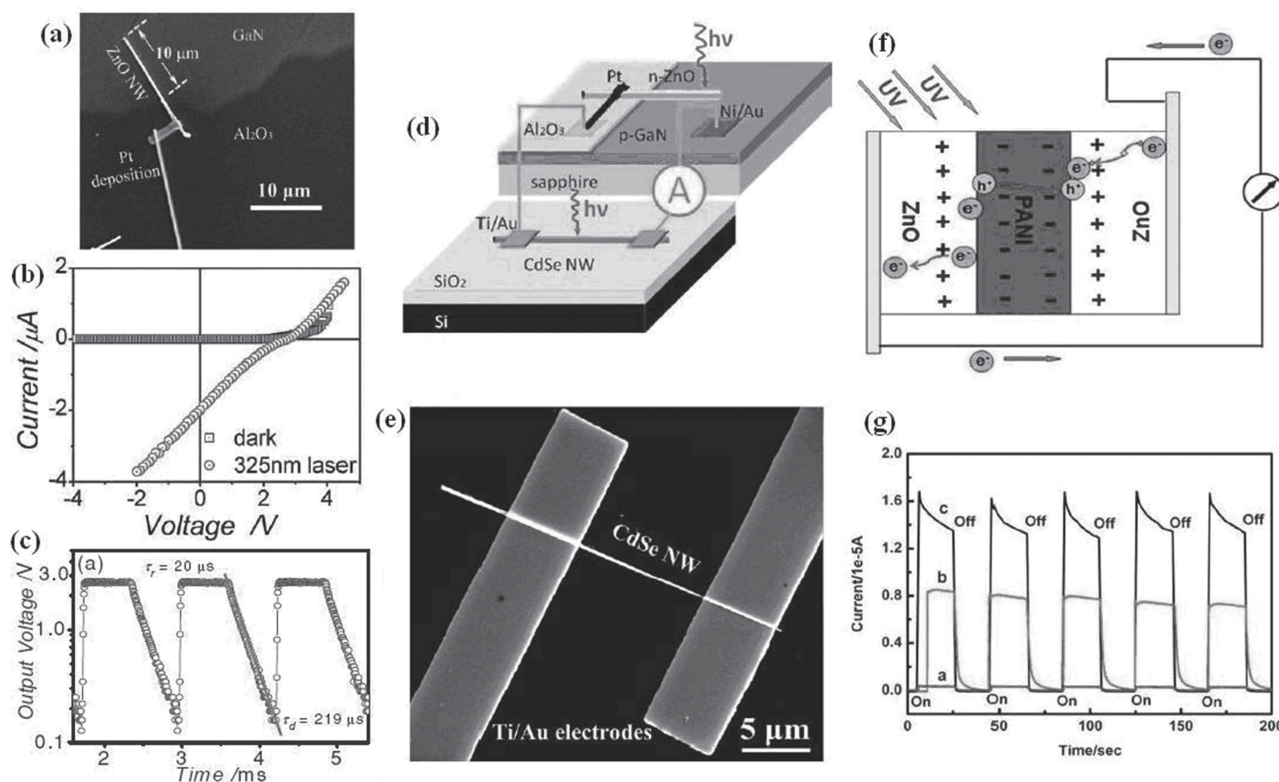 (a)
GaN
10 µm
ZnO NW
Al₂O₃
Pt
deposition
10 µm
(b)
2
0
-2
-4
Current /µA
dark
325nm laser
-4
-2
0
2
4
Voltage /V
(c)
(a)
τr = 20 µs
3.0
1.0
0.1
Output Voltage /V
τd = 219 µs
2
3
4
5
Time /ms
(d)
hν
Pt
n-ZnO
Ni/Au
Al₂O₃
p-GaN
A
sapphire
hν
Ti/Au
CdSe NW
SiO₂
Si
(e)
CdSe NW
Ti/Au electrodes
5 µm
(f)
e⁻
UV
UV
+ + + + + + +
- - - - - - -
- - - - - - -
+ + + + + + +
e⁻
e⁻
h⁺
h⁺
e⁻
e⁻
e⁻
ZnO
PANI
ZnO
e⁻
(g)
2.0
1.6
1.2
0.8
0.4
0.0
Current/1e-5A
c
Off
Off
Off
Off
Off
b
a
On
On
On
On
On
0
50
100
150
200
Time/sec